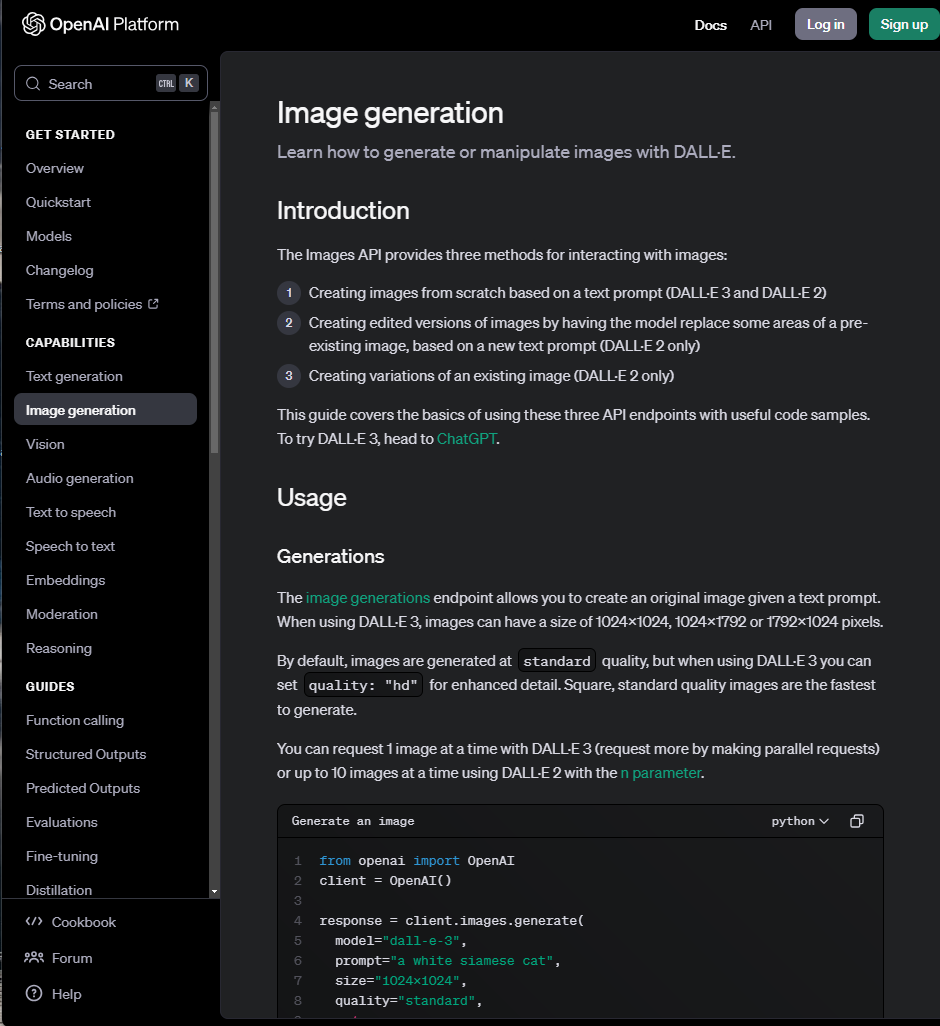 OpenAI Platform
Docs
API
Log in
Sign up
Search
CTRL K
GET STARTED
Overview
Quickstart
Models
Changelog
Terms and policies
CAPABILITIES
Text generation
Image generation
Vision
Audio generation
Text to speech
Speech to text
Embeddings
Moderation
Reasoning
GUIDES
Function calling
Structured Outputs
Predicted Outputs
Evaluations
Fine-tuning
Distillation
Cookbook
Forum
Help
Image generation
Learn how to generate or manipulate images with DALL·E.
Introduction
The Images API provides three methods for interacting with images:
1 Creating images from scratch based on a text prompt (DALL·E 3 and DALL·E 2)
2 Creating edited versions of images by having the model replace some areas of a pre-
existing image, based on a new text prompt (DALL·E 2 only)
3 Creating variations of an existing image (DALL·E 2 only)
This guide covers the basics of using these three API endpoints with useful code samples.
To try DALL·E 3, head to ChatGPT.
Usage
Generations
The image generations endpoint allows you to create an original image given a text prompt.
When using DALL·E 3, images can have a size of 1024×1024, 1024×1792 or 1792×1024 pixels.
By default, images are generated at standard quality, but when using DALL·E 3 you can
set quality: "hd" for enhanced detail. Square, standard quality images are the fastest
to generate.
You can request 1 image at a time with DALL·E 3 (request more by making parallel requests)
or up to 10 images at a time using DALL·E 2 with the n parameter.
Generate an image
python
1 from openai import OpenAI
2 client = OpenAI()
3
4 response = client.images.generate(
5 model="dall-e-3",
6 prompt="a white siamese cat",
7 size="1024x1024",
8 quality="standard",